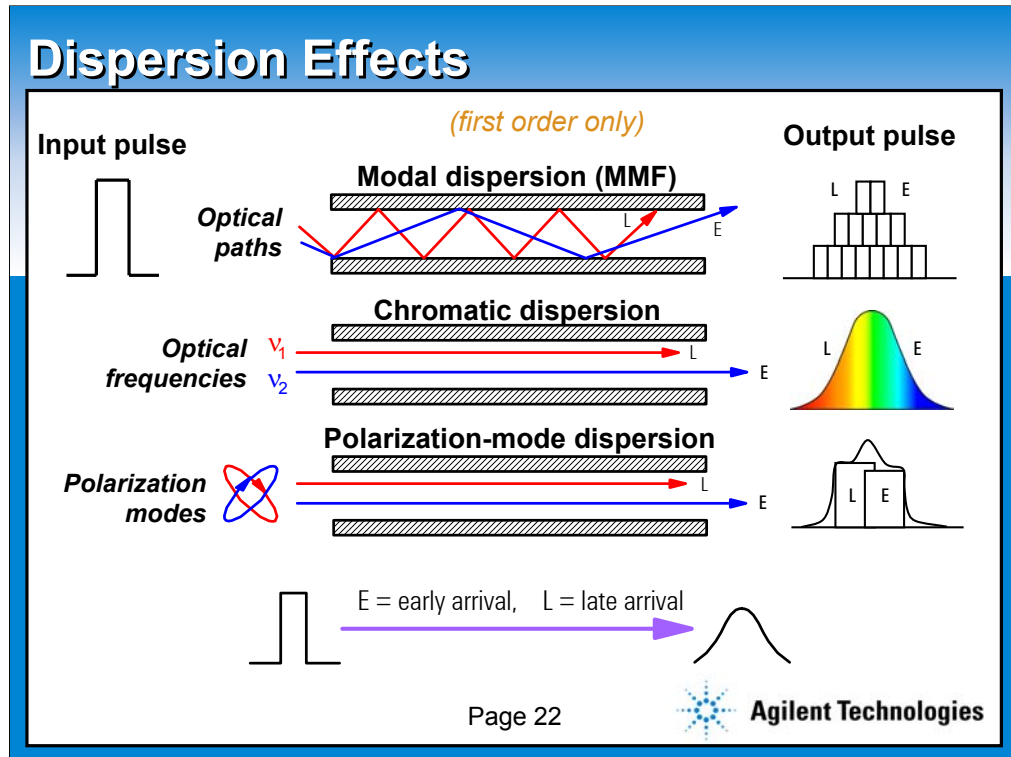 Dispersion Effects
(first order only)
Input pulse
Output pulse
Modal dispersion (MMF)
Optical
paths
L
E
L
E
Chromatic dispersion
Optical
frequencies
ν1
ν2
L
E
L
E
Polarization-mode dispersion
Polarization
modes
L
E
L
E
E = early arrival, L = late arrival
Page 22
Agilent Technologies